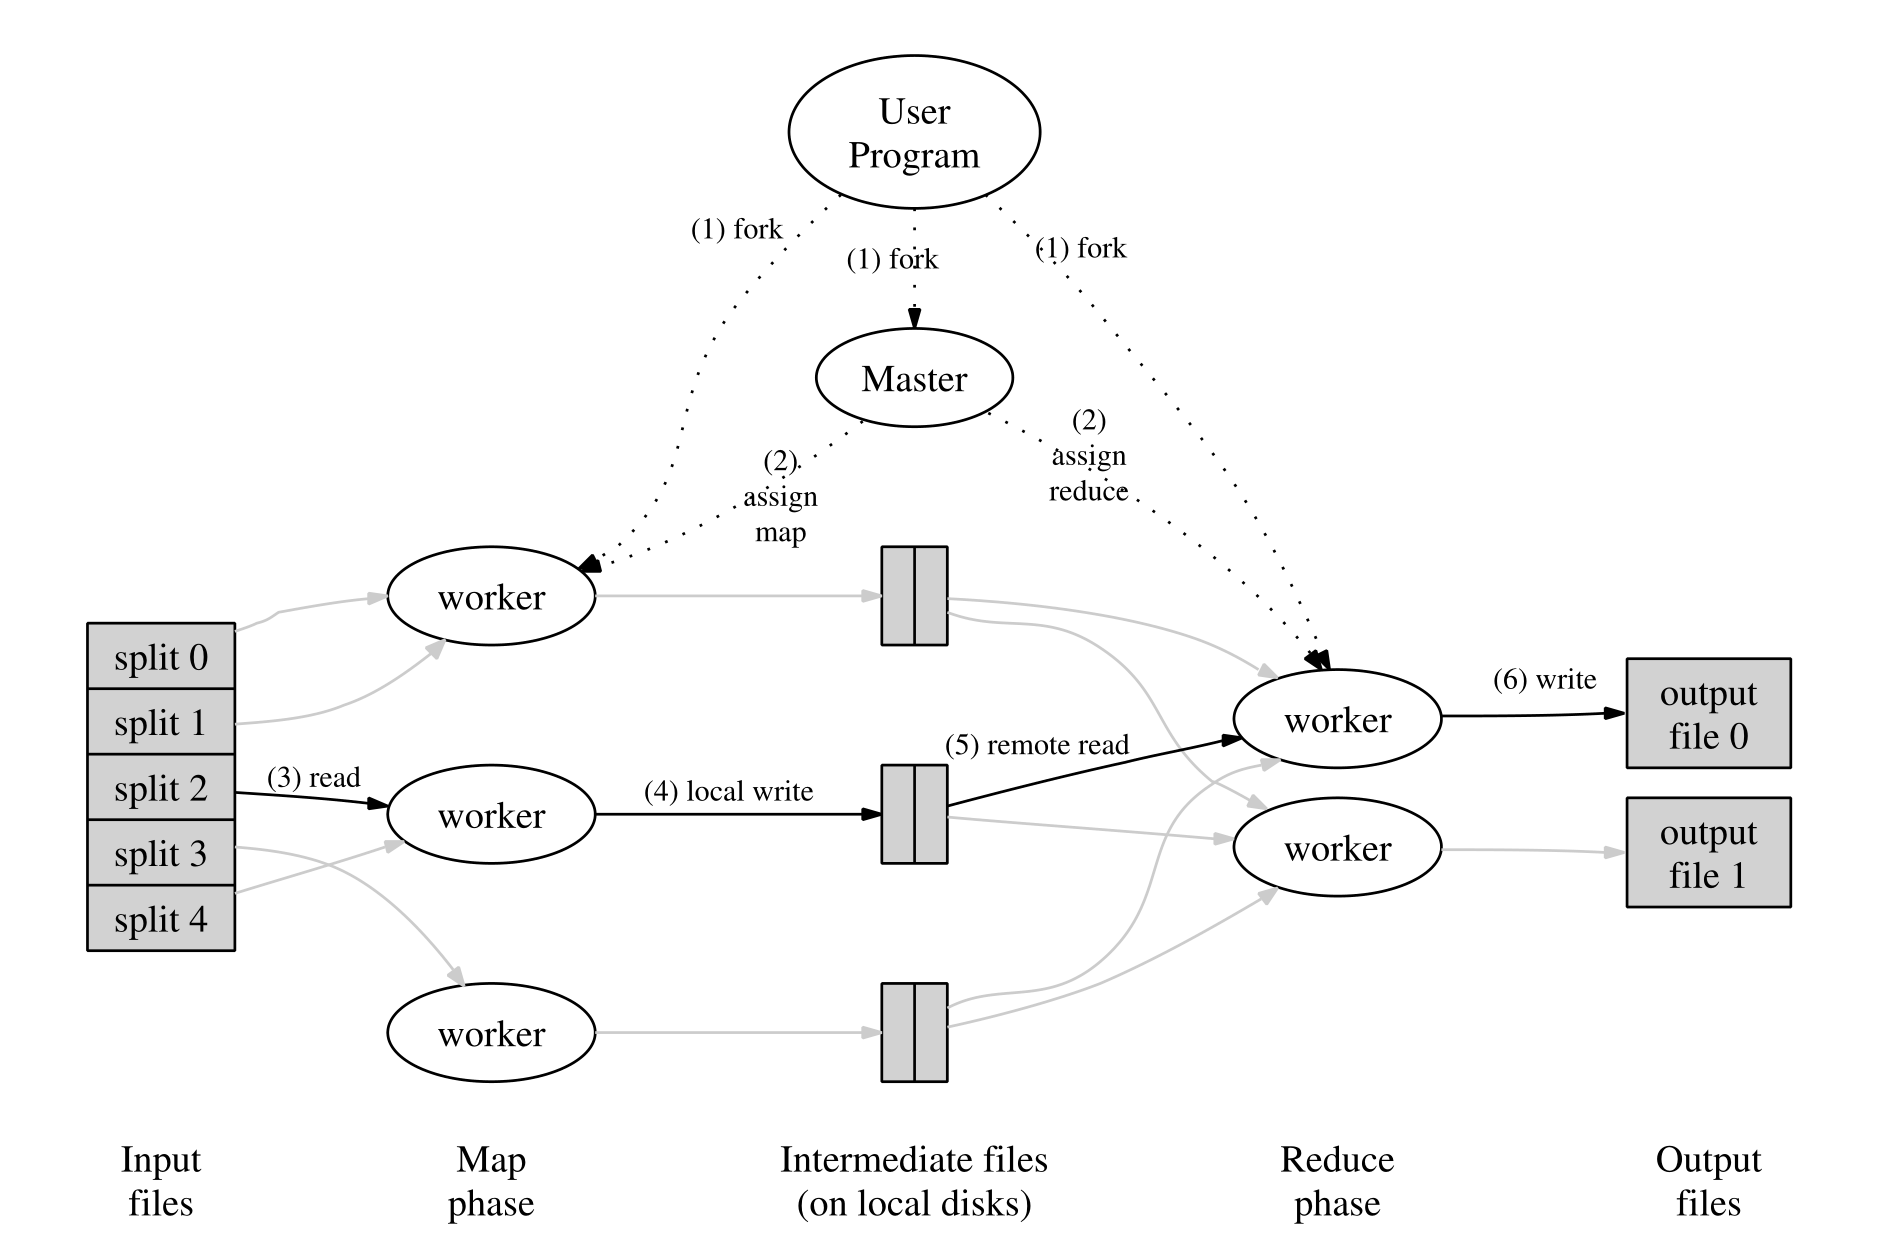 User
Program
(1) fork
(1) fork
(1) fork
Master
(2)
assign
map
(2)
assign
reduce
split 0
split 1
split 2
split 3
split 4
(3) read
worker
worker
worker
(4) local write
(5) remote read
worker
worker
(6) write
output
file 0
output
file 1
Input
files
Map
phase
Intermediate files
(on local disks)
Reduce
phase
Output
files